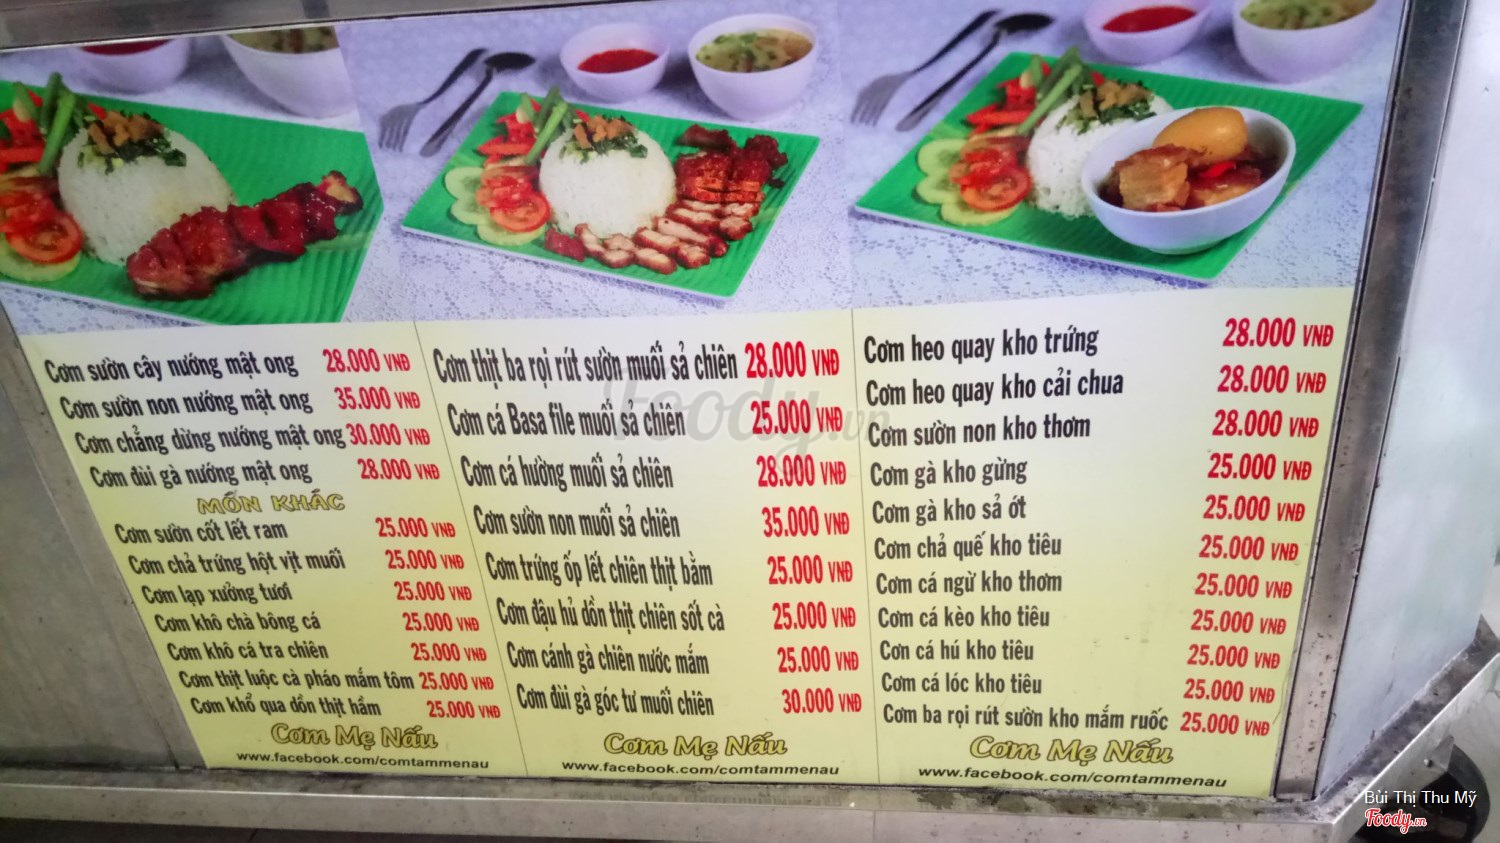 Cơm sườn cây nướng mật ong 28.000 VNĐ
Cơm sườn non nướng mật ong 35.000 VNĐ
Cơm chẳng dừng nướng mật ong 30.000 VNĐ
Cơm đùi gà nướng mật ong 28.000 VNĐ
MÓN KHÁC
Cơm sườn cốt lết ram 25.000 VNĐ
Cơm chả trứng hột vịt muối 25.000 VNĐ
Cơm lạp xưởng tươi 25.000 VNĐ
Cơm khô chà bông cá 25.000 VNĐ
Cơm khô cá tra chiên 25.000 VNĐ
Cơm thịt luộc cà pháo mắm tôm 25.000 VNĐ
Cơm khổ qua dồn thịt hầm 25.000 VNĐ
Cơm Mẹ Nấu
www.facebook.com/comtammenau
Cơm thịt ba rọi rút sườn muối sả chiên 28.000 VNĐ
Cơm cá Basa file muối sả chiên 25.000 VNĐ
Cơm cá hường muối sả chiên 28.000 VNĐ
Cơm sườn non muối sả chiên 35.000 VNĐ
Cơm trứng ốp lết chiên thịt bằm 25.000 VNĐ
Cơm đậu hủ dồn thịt chiên sốt cà 25.000 VNĐ
Cơm cánh gà chiên nước mắm 25.000 VNĐ
Cơm đùi gà góc tư muối chiên 30.000 VNĐ
Cơm Mẹ Nấu
www.facebook.com/comtammenau
Cơm heo quay kho trứng 28.000 VNĐ
Cơm heo quay kho cải chua 28.000 VNĐ
Cơm sườn non kho thơm 28.000 VNĐ
Cơm gà kho gừng 25.000 VNĐ
Cơm gà kho sả ớt 25.000 VNĐ
Cơm chả quế kho tiêu 25.000 VNĐ
Cơm cá ngừ kho thơm 25.000 VNĐ
Cơm cá kèo kho tiêu 25.000 VNĐ
Cơn cá hú kho tiêu 25.000 VNĐ
Cơm cá lóc kho tiêu 25.000 VNĐ
Cơm ba rọi rút sườn kho mắm ruốc 25.000 VNĐ
Cơm Mẹ Nấu
www.facebook.com/comtammenau
Foody.vn
Bùi Thị Thu Mỹ
Foody.vn